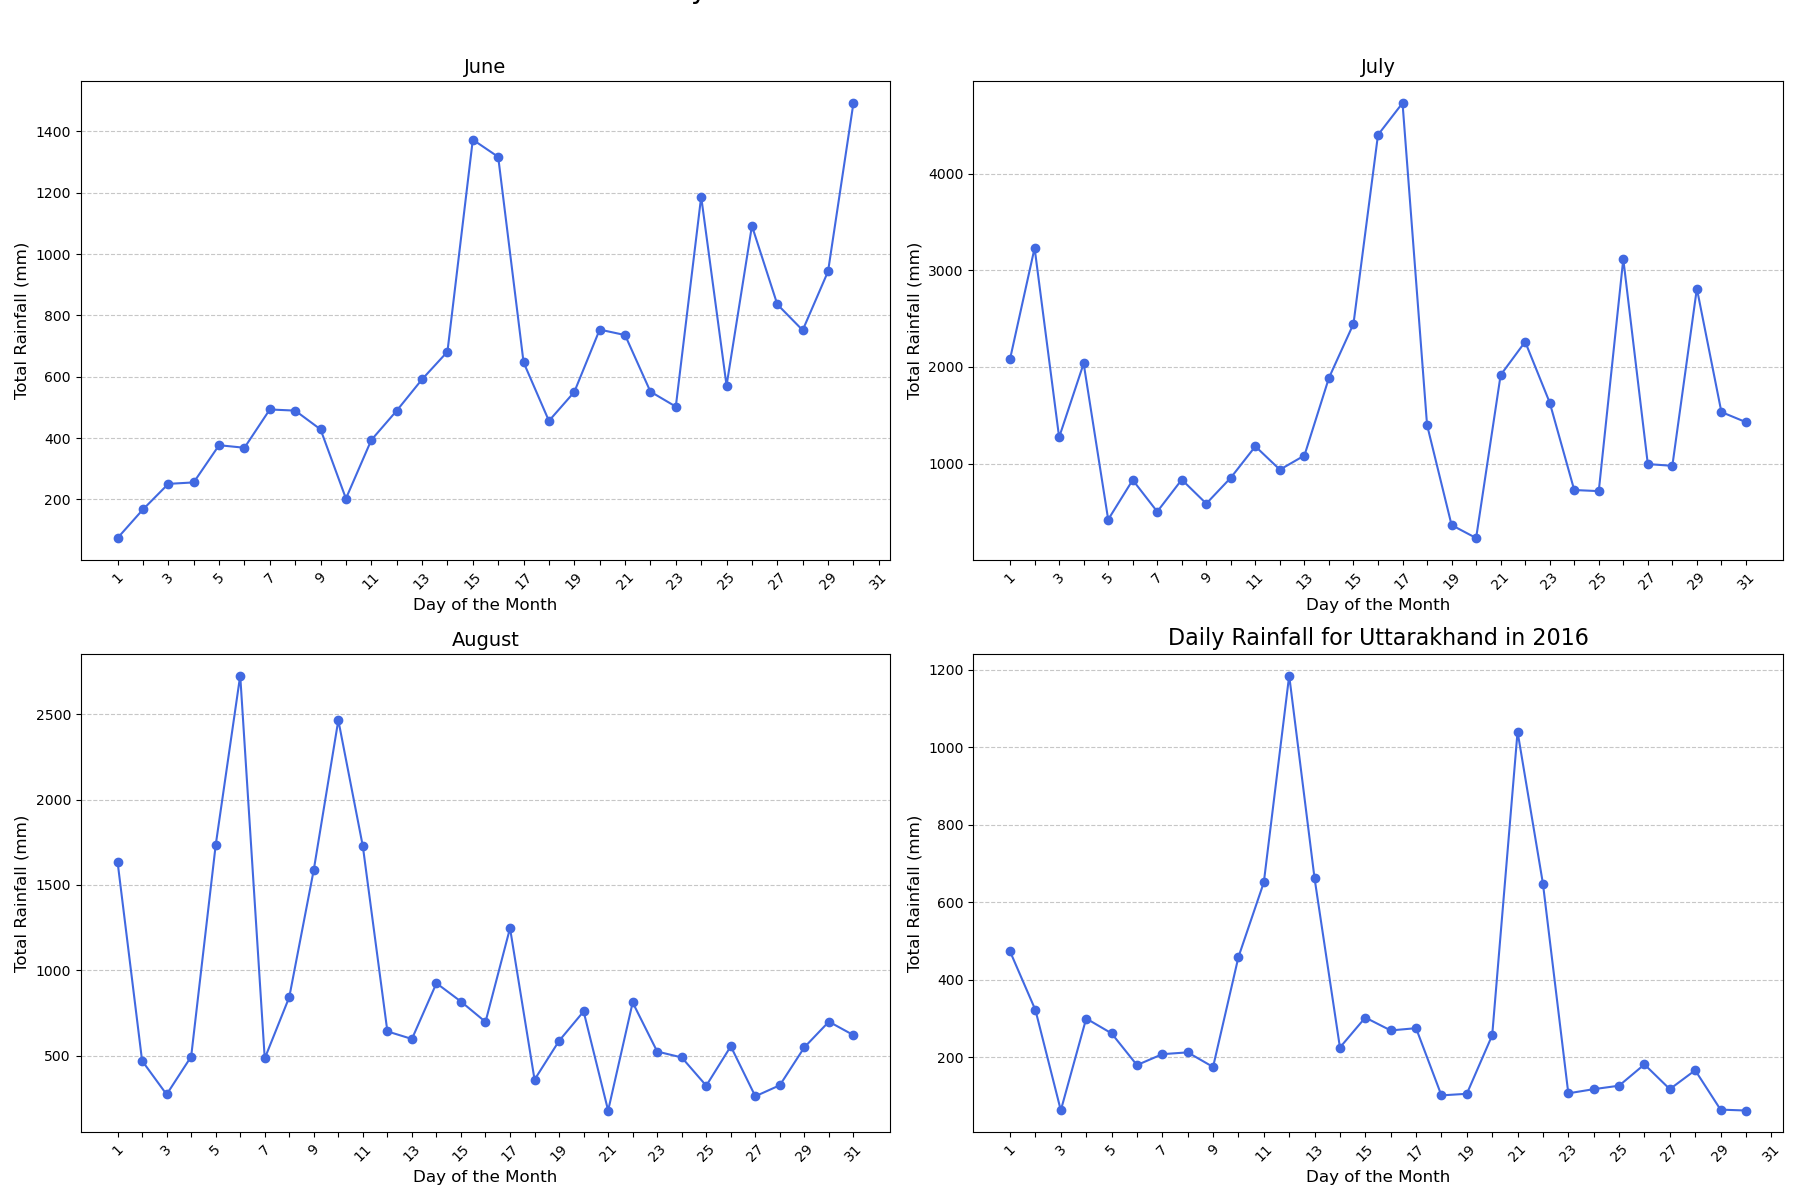 June
1400
1200
1000
800
600
400
200
Total Rainfall (mm)
1 3 5 7 9 11 13 15 17 19 21 23 25 27 29 31
Day of the Month
July
4000
3000
2000
1000
Total Rainfall (mm)
1 3 5 7 9 11 13 15 17 19 21 23 25 27 29 31
Day of the Month
August
2500
2000
1500
1000
500
Total Rainfall (mm)
1 3 5 7 9 11 13 15 17 19 21 23 25 27 29 31
Day of the Month
Daily Rainfall for Uttarakhand in 2016
1200
1000
800
600
400
200
Total Rainfall (mm)
1 3 5 7 9 11 13 15 17 19 21 23 25 27 29 31
Day of the Month